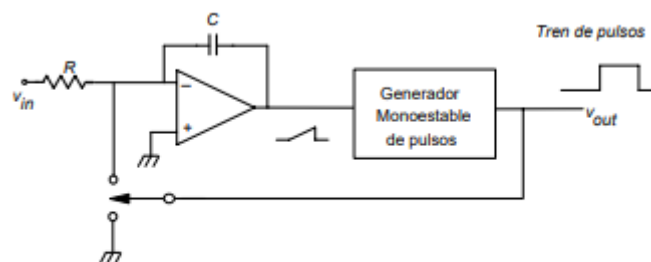 Tren de pulsos
C
R
v_in
−
+
Generador
Monoestable
de pulsos
v_out